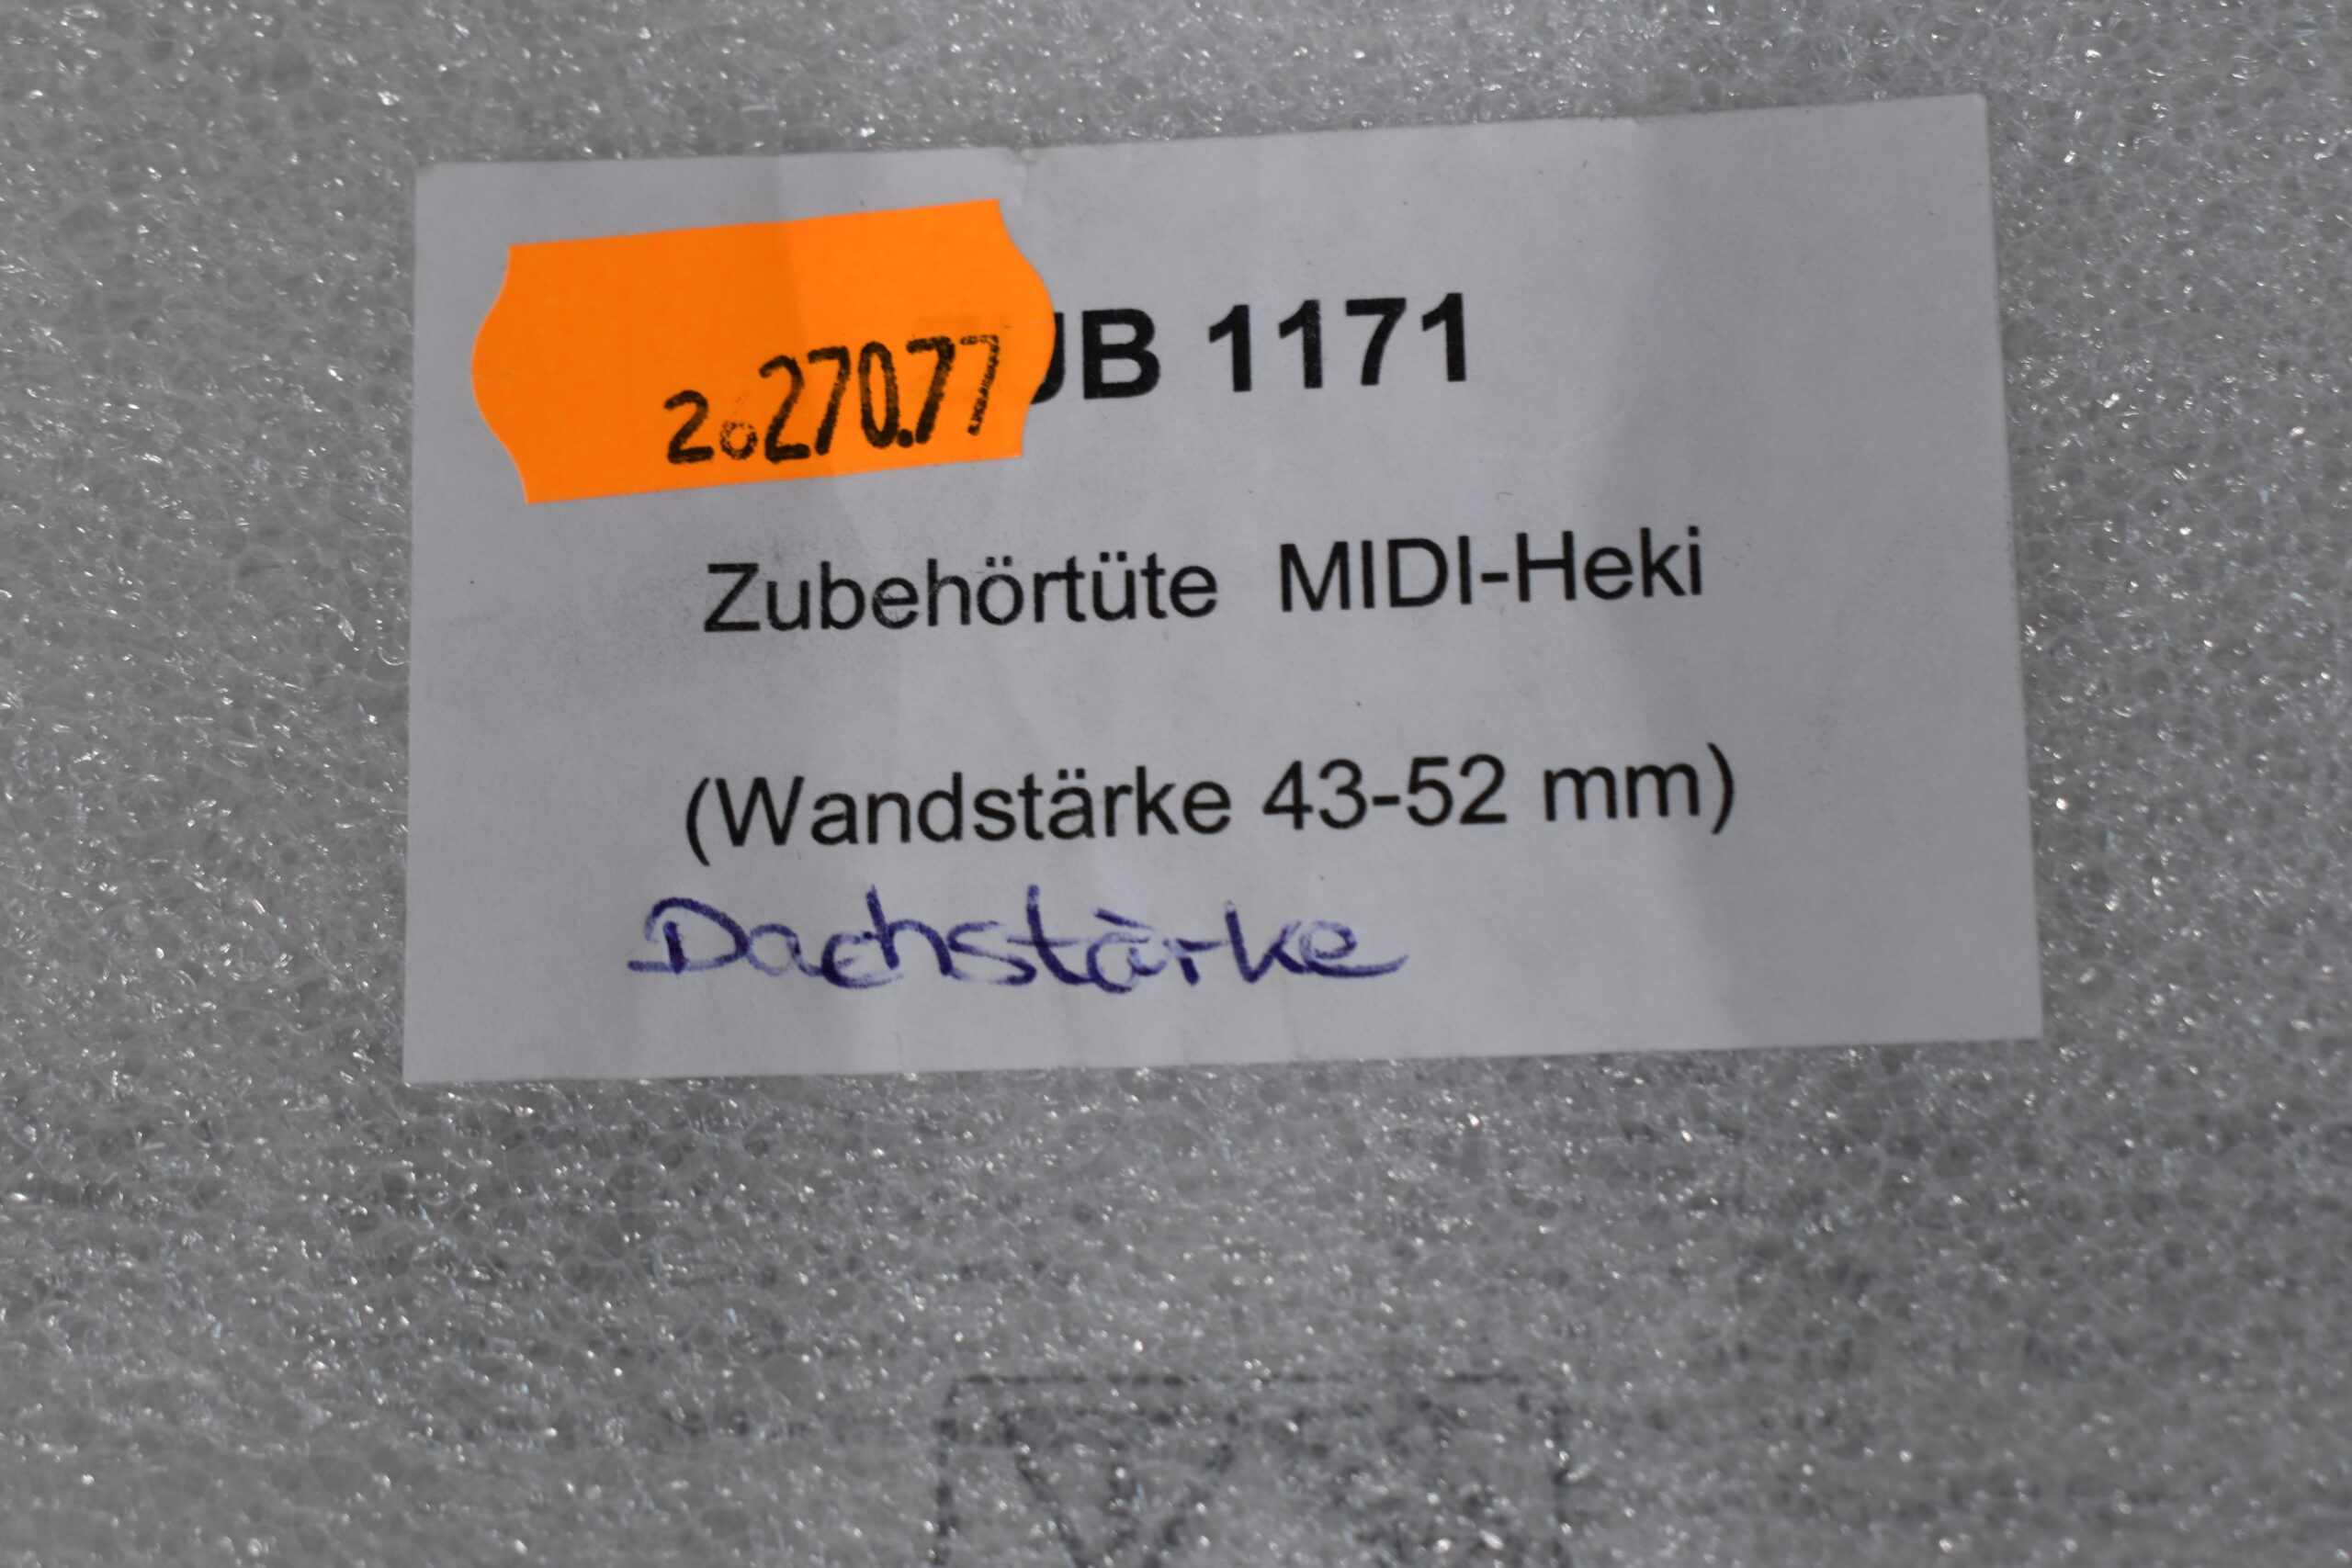 2.270.77
UB 1171
Zubehörtüte MIDI-Heki
(Wandstärke 43-52 mm)
Dachstärke